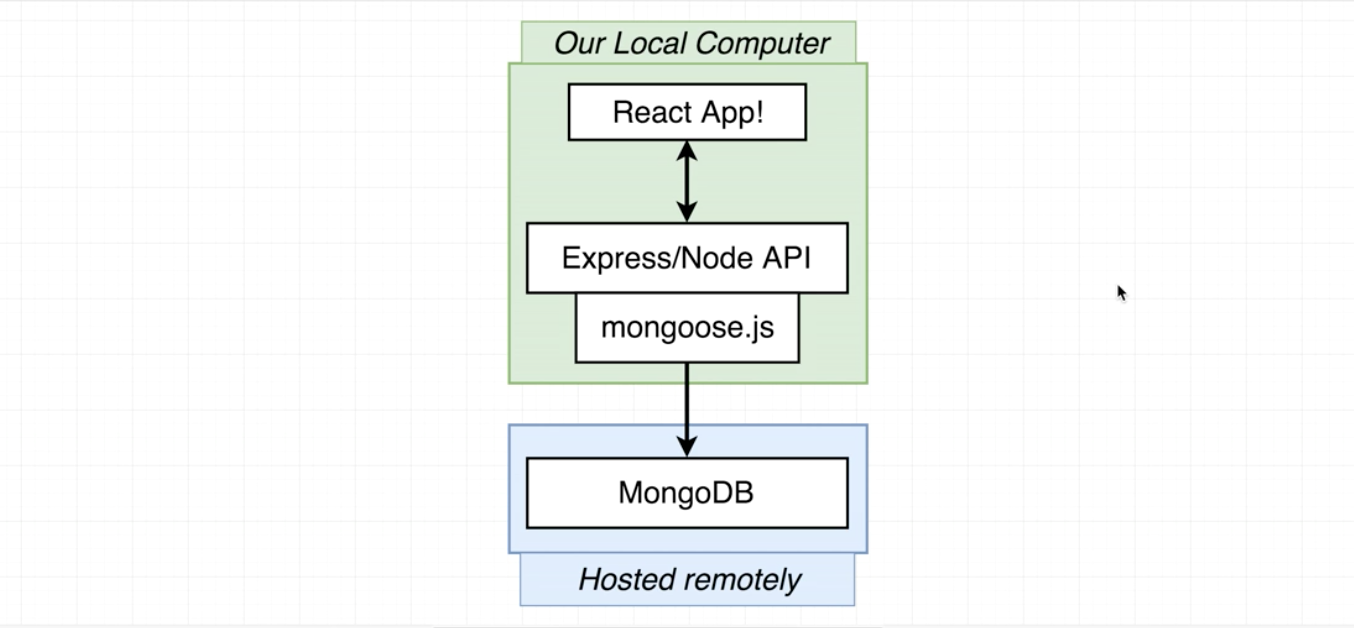 Our Local Computer
React App!
Express/Node API
mongoose.js
MongoDB
Hosted remotely